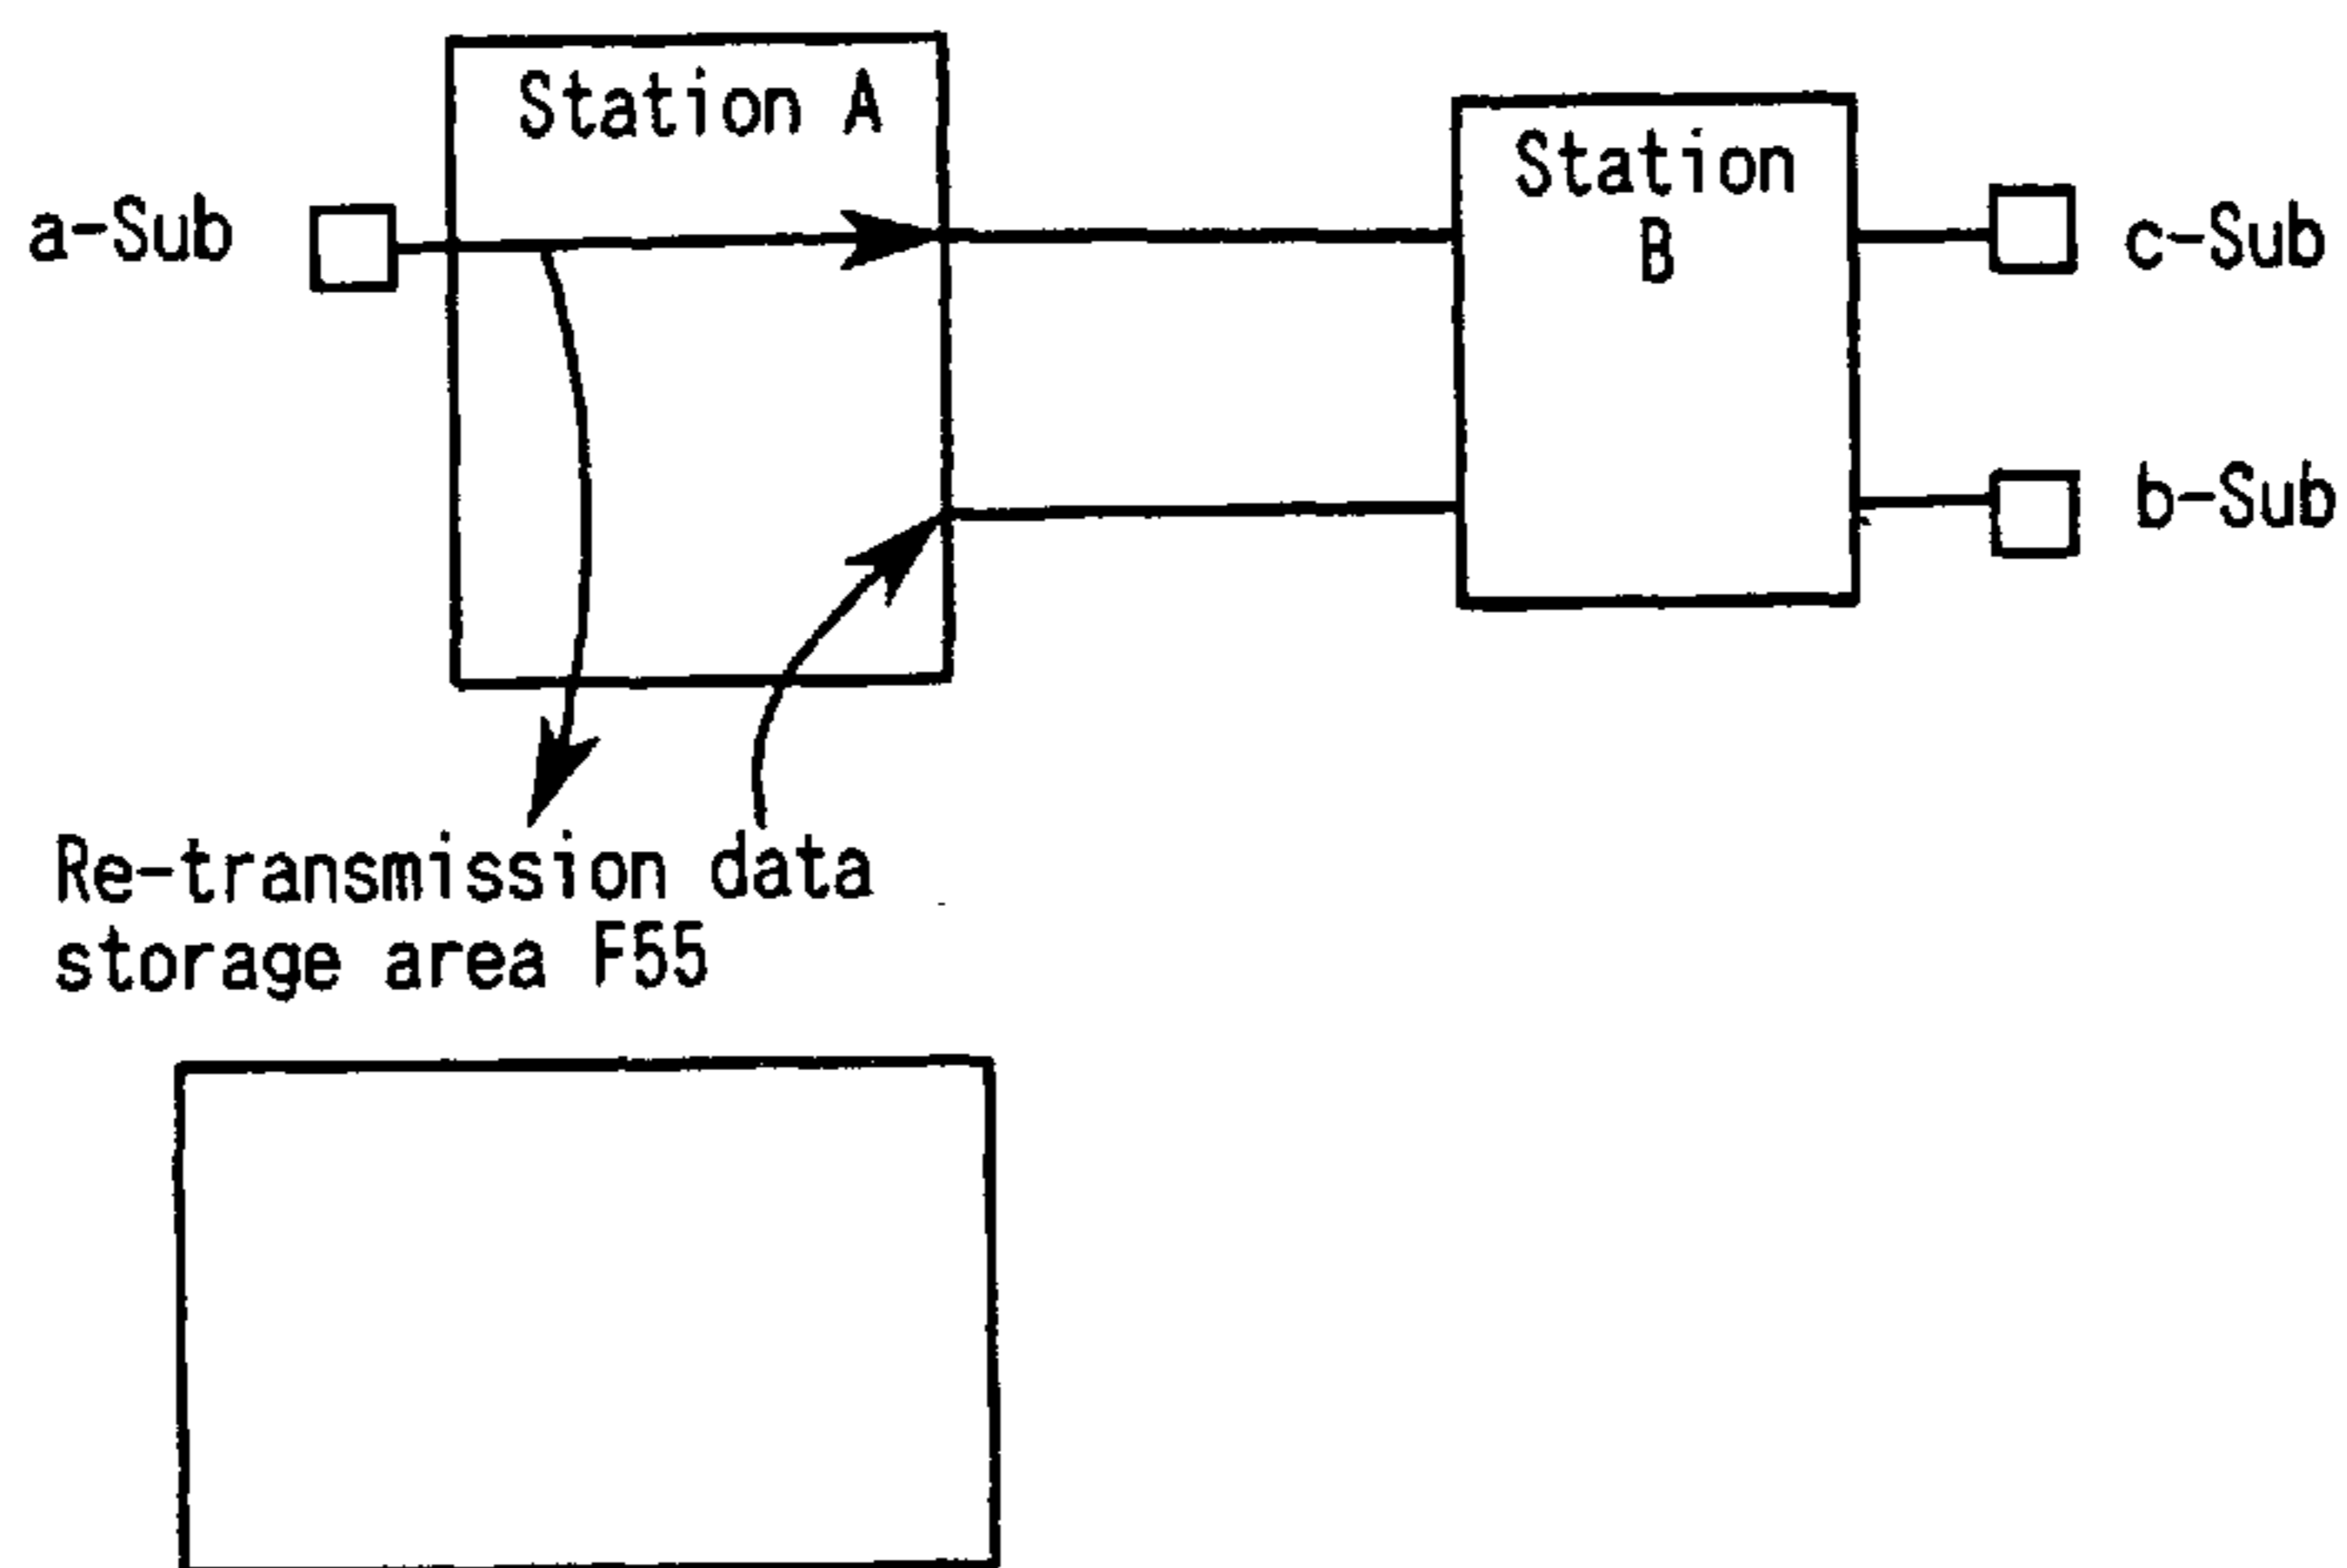 Station A
a-Sub
Station
B
c-Sub
b-Sub
Re-transmission data
storage area F55